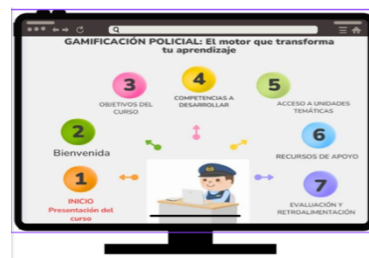 GAMIFICACIÓN POLICIAL: El motor que transforma
tu aprendizaje
3
OBJETIVOS DEL
CURSO
4
COMPETENCIAS A
DESARROLLAR
5
ACCESO A UNIDADES
TEMÁTICAS
2
Bienvenida
6
RECURSOS DE APOYO
1
INICIO
Presentación del
curso
7
EVALUACIÓN Y
RETROALIMENTACIÓN